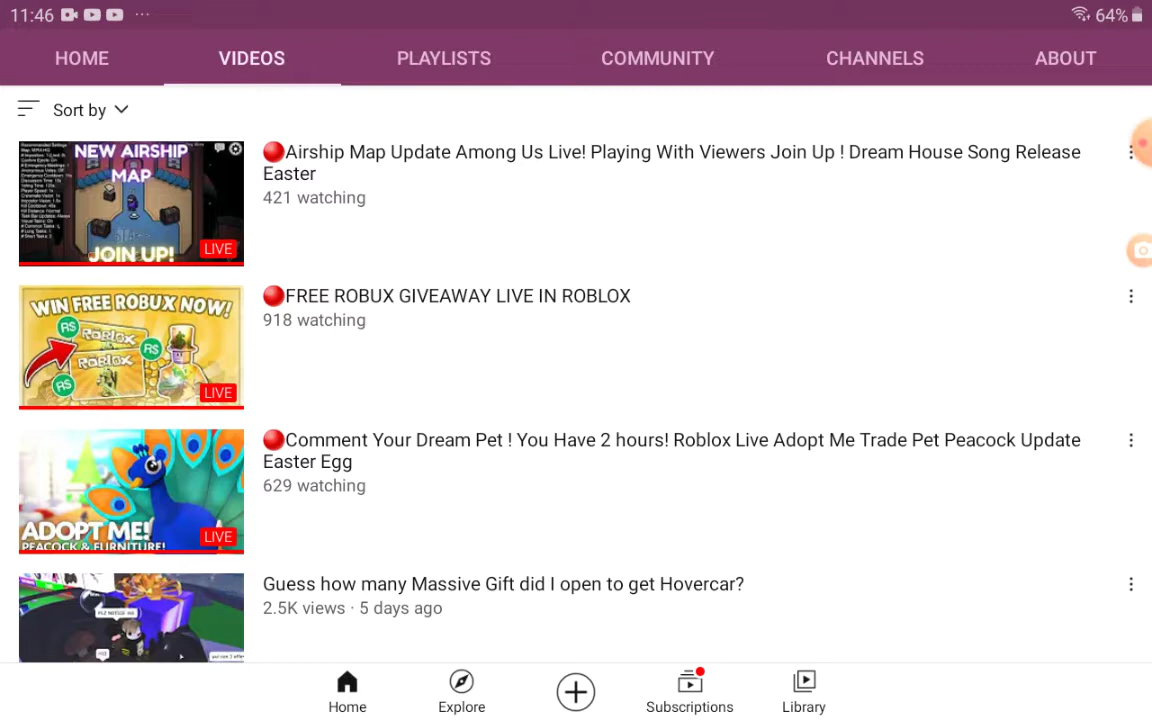 11:46
64%
HOME
VIDEOS
PLAYLISTS
COMMUNITY
CHANNELS
ABOUT
Sort by
NEW AIRSHIP
MAP
JOIN UP!
LIVE
🔴Airship Map Update Among Us Live! Playing With Viewers Join Up ! Dream House Song Release
Easter
421 watching
WIN FREE ROBUX NOW!
R$
ROBLOX
R$
ROBLOX
R$
LIVE
🔴FREE ROBUX GIVEAWAY LIVE IN ROBLOX
918 watching
ADOPT ME!
PEACOCK & FURNITURE!
LIVE
🔴Comment Your Dream Pet ! You Have 2 hours! Roblox Live Adopt Me Trade Pet Peacock Update
Easter Egg
629 watching
Guess how many Massive Gift did I open to get Hovercar?
2.5K views · 5 days ago
Home
Explore
Subscriptions
Library